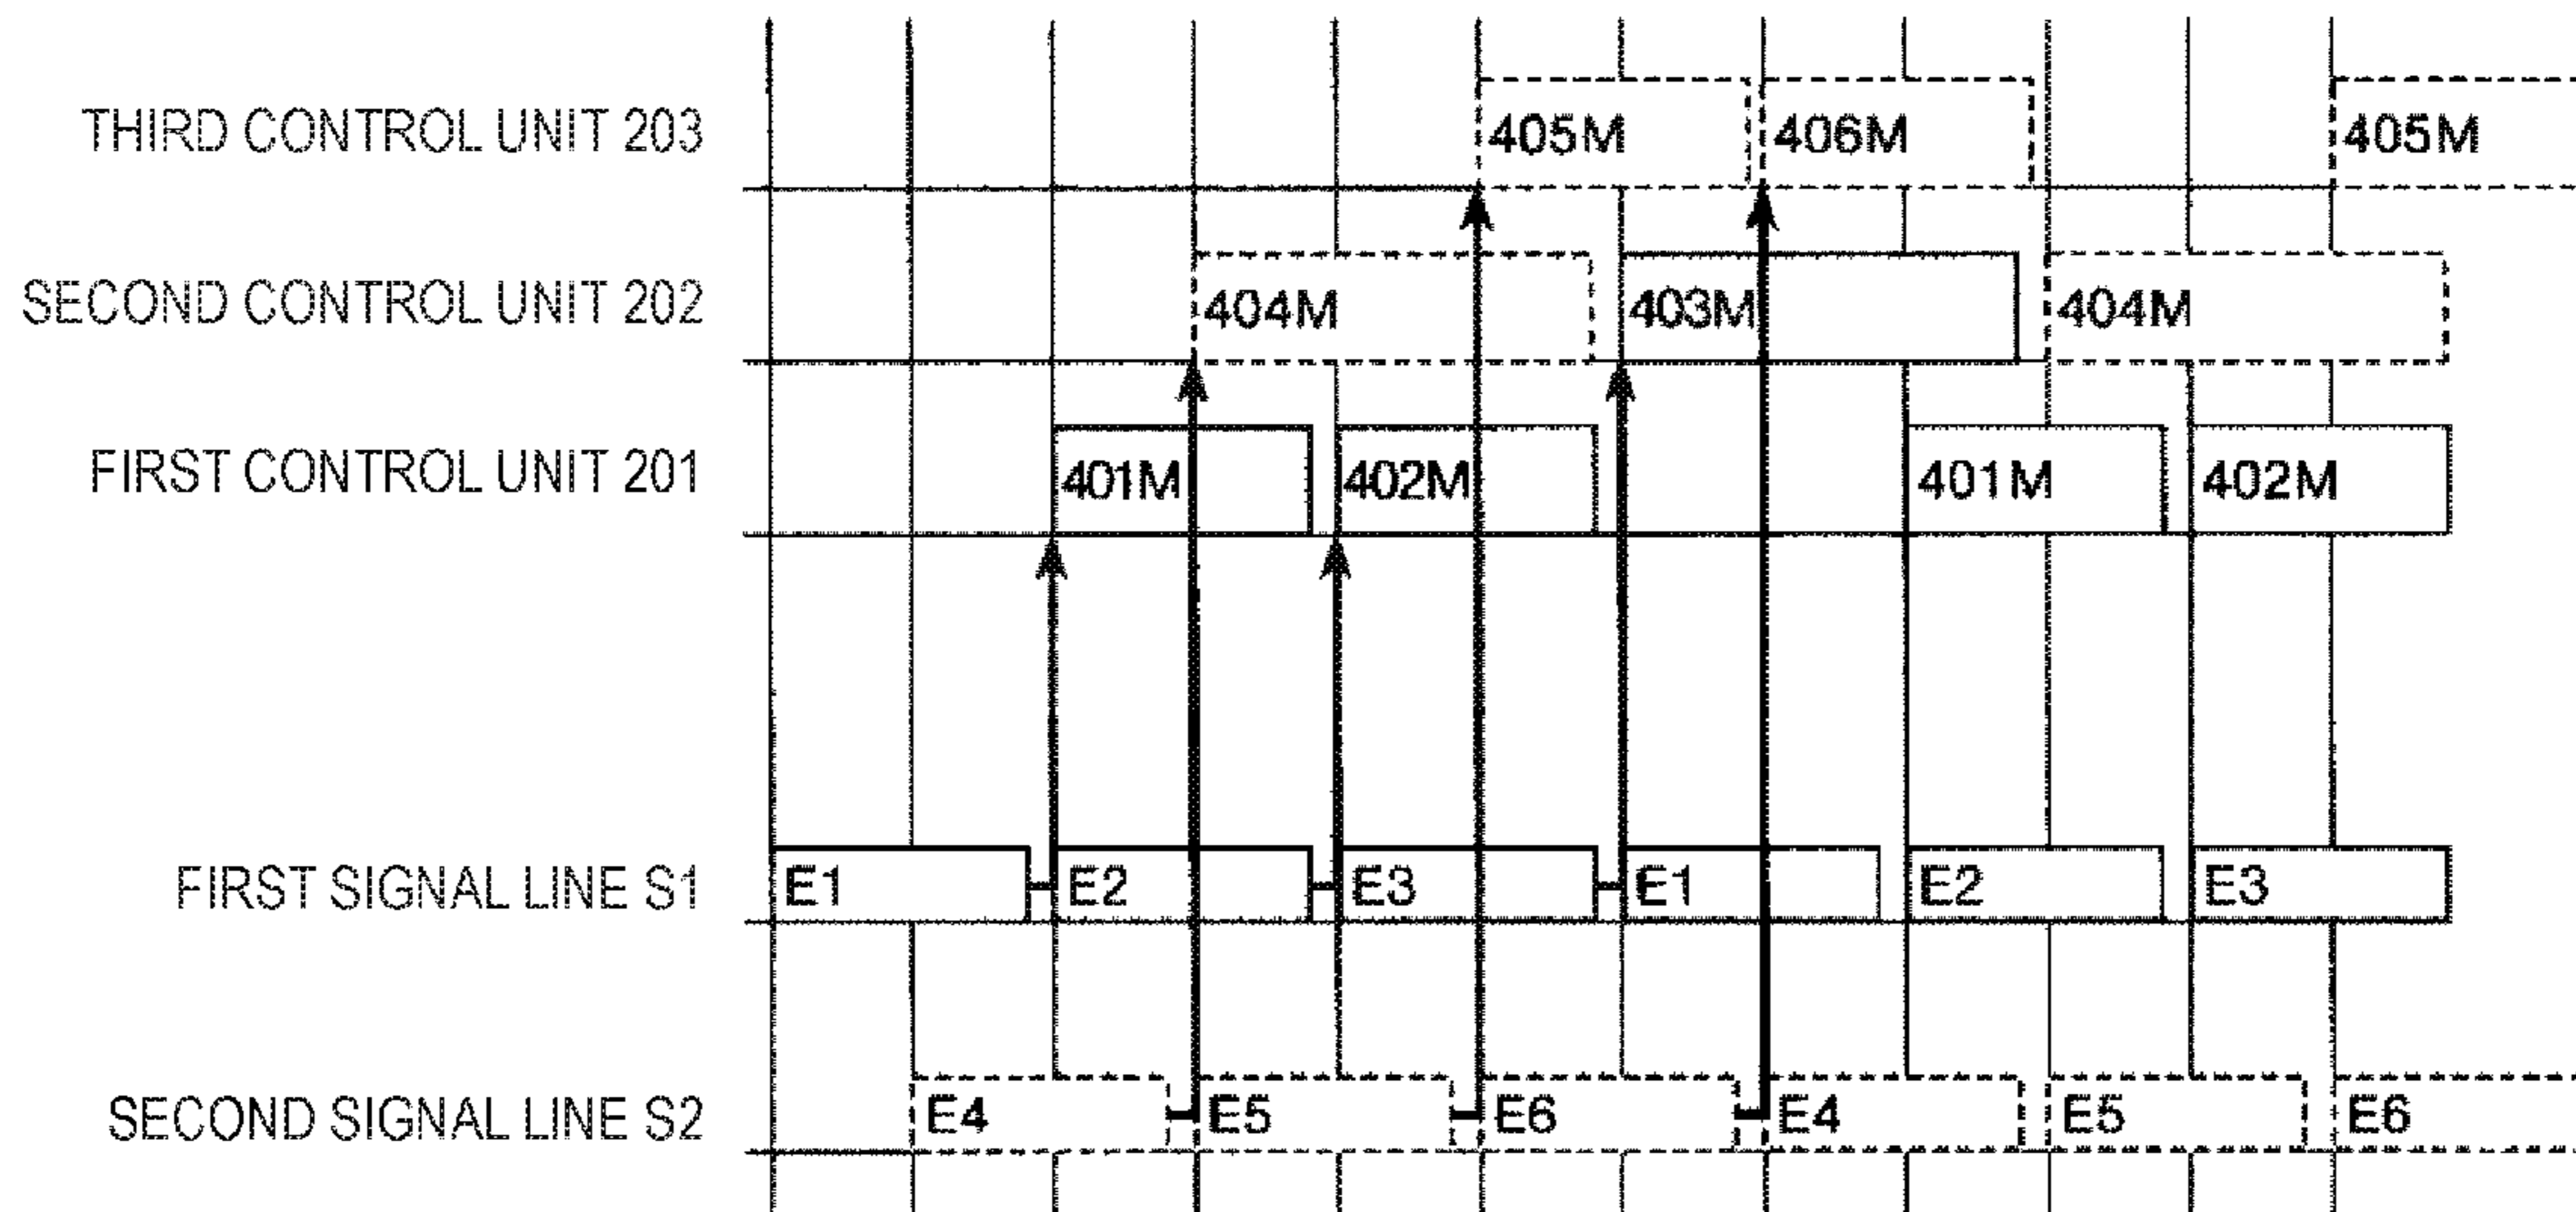 THIRD CONTROL UNIT 203 405M 406M 405M
SECOND CONTROL UNIT 202 404M 403M 404M
FIRST CONTROL UNIT 201 401M 402M 401M 402M
FIRST SIGNAL LINE S1 E1 E2 E3 E1 E2 E3
SECOND SIGNAL LINE S2 E4 E5 E6 E4 E5 E6